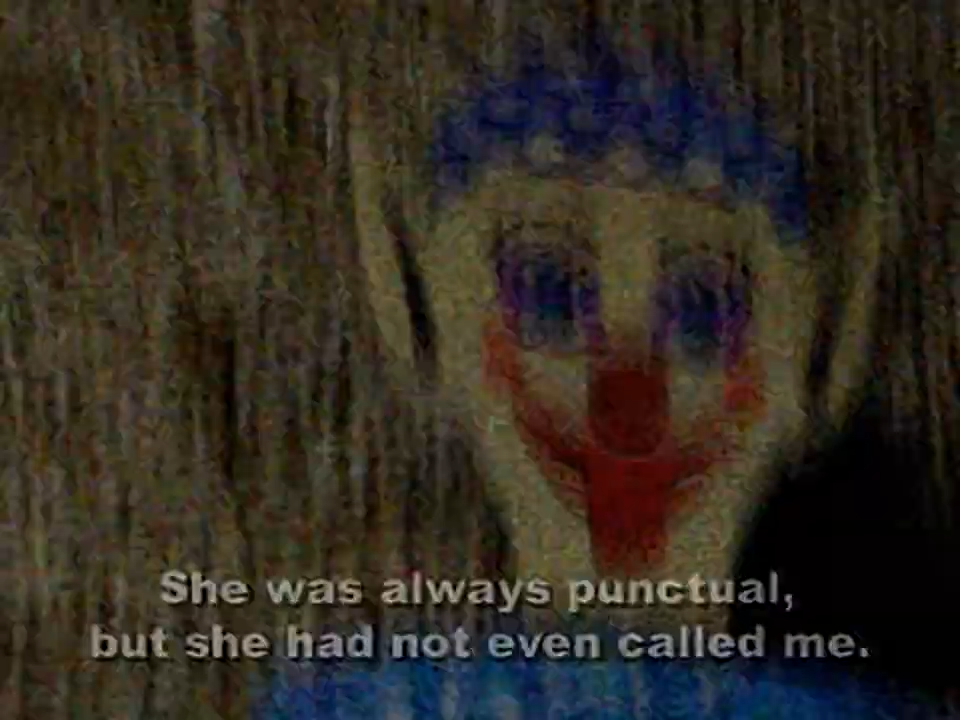 She was always punctual,
but she had not even called me.